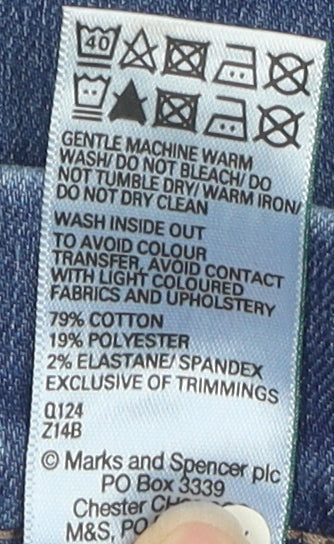 40
GENTLE MACHINE WARM
WASH/ DO NOT BLEACH/ DO
NOT TUMBLE DRY/ WARM IRON/
DO NOT DRY CLEAN
WASH INSIDE OUT
TO AVOID COLOUR
TRANSFER, AVOID CONTACT
WITH LIGHT COLOURED
FABRICS AND UPHOLSTERY
79% COTTON
19% POLYESTER
2% ELASTANE/ SPANDEX
EXCLUSIVE OF TRIMMINGS
Q124
Z14B
© Marks and Spencer plc
PO Box 3339
Chester
M&S, PO